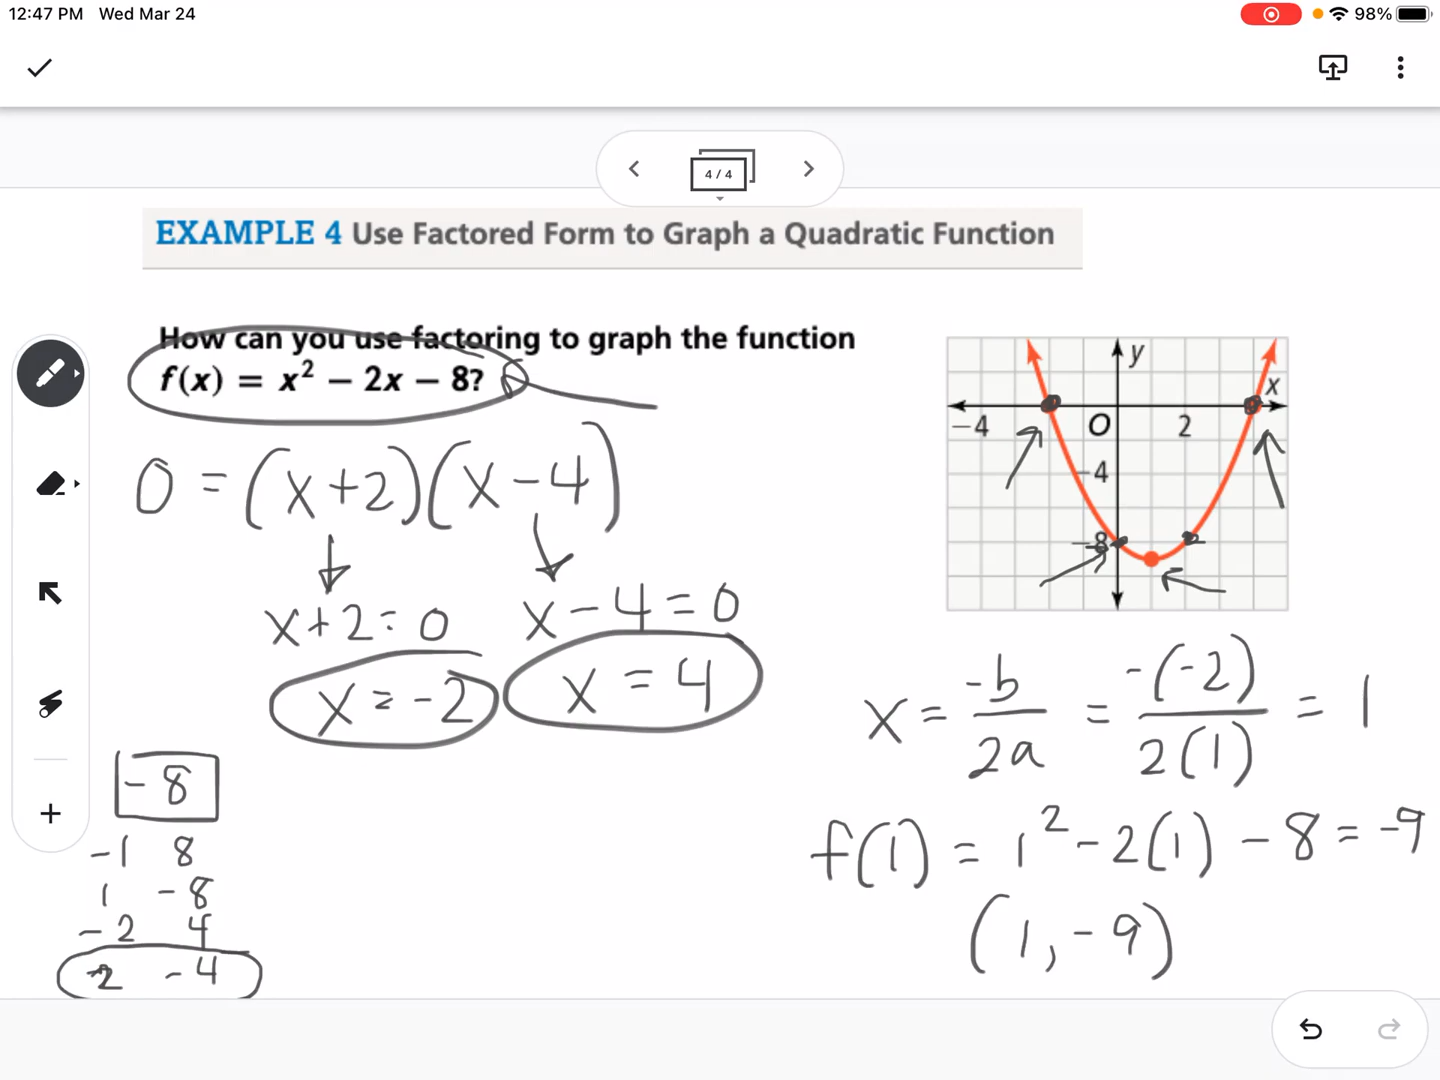 12:47 PM Wed Mar 24
98%
4 / 4
EXAMPLE 4 Use Factored Form to Graph a Quadratic Function
How can you use factoring to graph the function
f(x) = x² − 2x − 8?
0 = (x+2)(x-4)
x+2=0
x-4=0
x=-2
x=4
-8
-1 8
1 -8
-2 4
2 -4
y
x
−4
O
2
−4
−8
x = -b/2a = -(-2)/2(1) = 1
f(1) = 1² - 2(1) - 8 = -9
(1, -9)